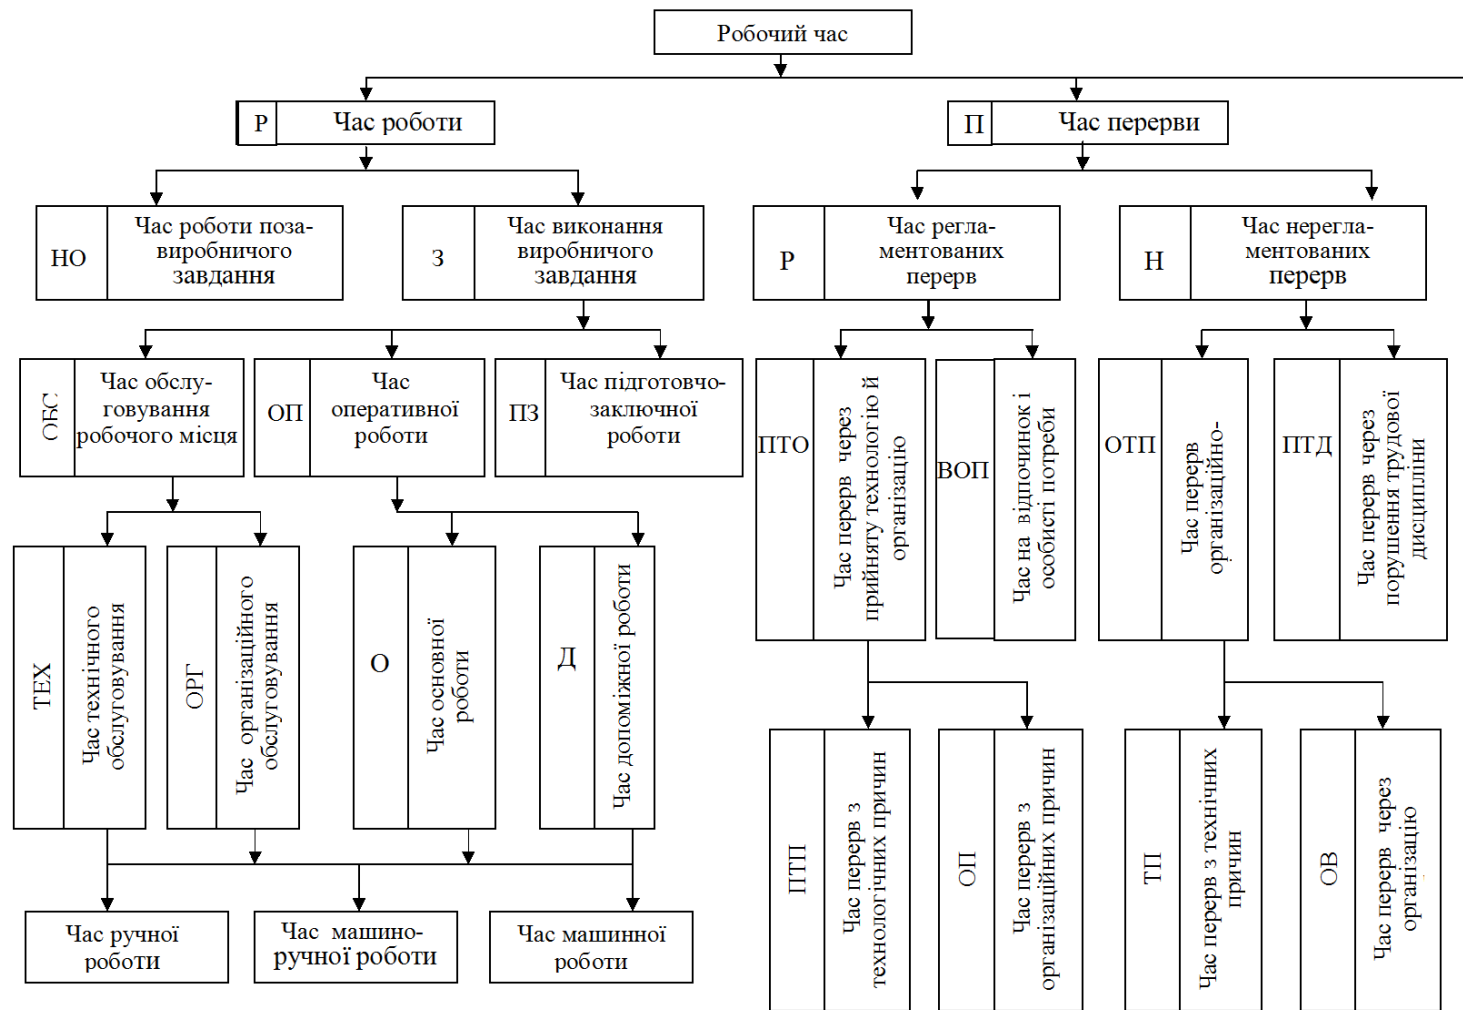 Робочий час
Р
Час роботи
П
Час перерви
НО
Час роботи поза-
виробничого
завдання
З
Час виконання
виробничого
завдання
Р
Час регла-
ментованих
перерв
Н
Час нерегла-
ментованих
перерв
ОБС
Час обслу-
говування
робочого місця
ОП
Час
оперативної
роботи
ПЗ
Час підготовчо-
заключної
роботи
ПТО
Час перерв через
прийняту технологію й
організацію
ВОП
Час на відпочинок і
особисті потреби
ОТП
Час перерв
організаційно-
ПТД
Час перерв через
порушення трудової
дисципліни
ТЕХ
Час технічного
обслуговування
ОРГ
Час організаційного
обслуговування
О
Час основної
роботи
Д
Час допоміжної роботи
ПТП
Час перерв з
технологічних причин
ОП
Час перерв з
організаційних причин
ТП
Час перерв з технічних
причин
ОВ
Час перерв через
організацію
Час ручної
роботи
Час машино-
ручної роботи
Час машинної
роботи